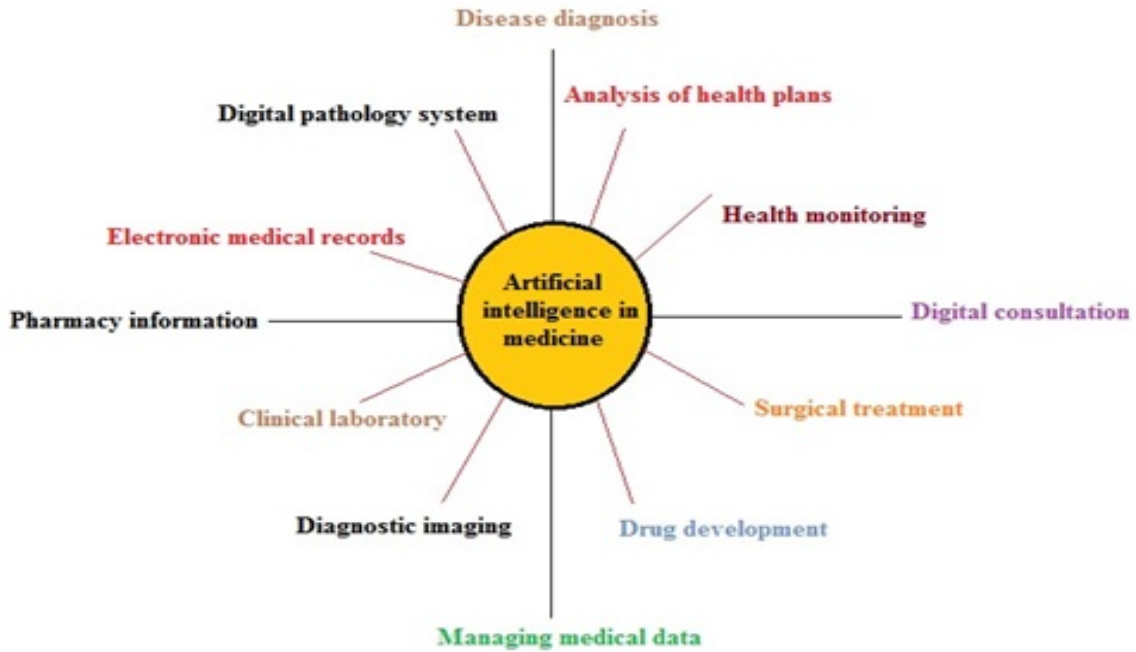 Disease diagnosis
Analysis of health plans
Digital pathology system
Health monitoring
Electronic medical records
Artificial
intelligence in
medicine
Pharmacy information
Digital consultation
Clinical laboratory
Surgical treatment
Diagnostic imaging
Drug development
Managing medical data